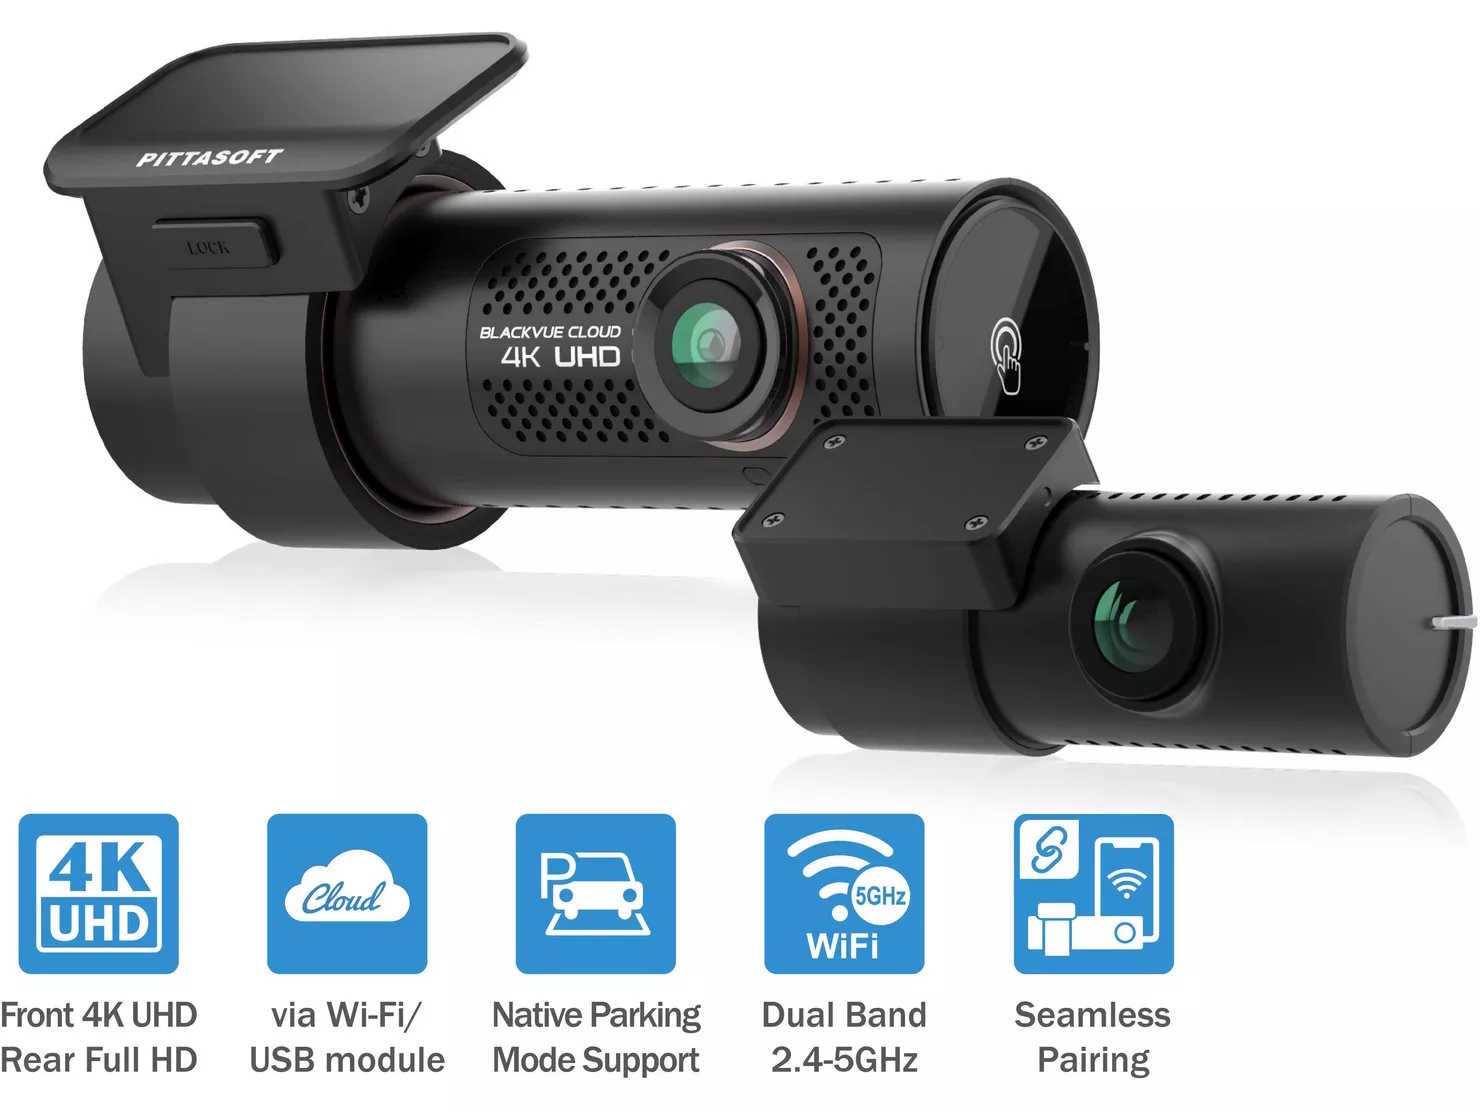 PITTASOFT
LOCK
BLACKVUE CLOUD
4K UHD
4K
UHD
Cloud
P
5GHz
WiFi
Front 4K UHD
Rear Full HD
via Wi-Fi/
USB module
Native Parking
Mode Support
Dual Band
2.4-5GHz
Seamless
Pairing